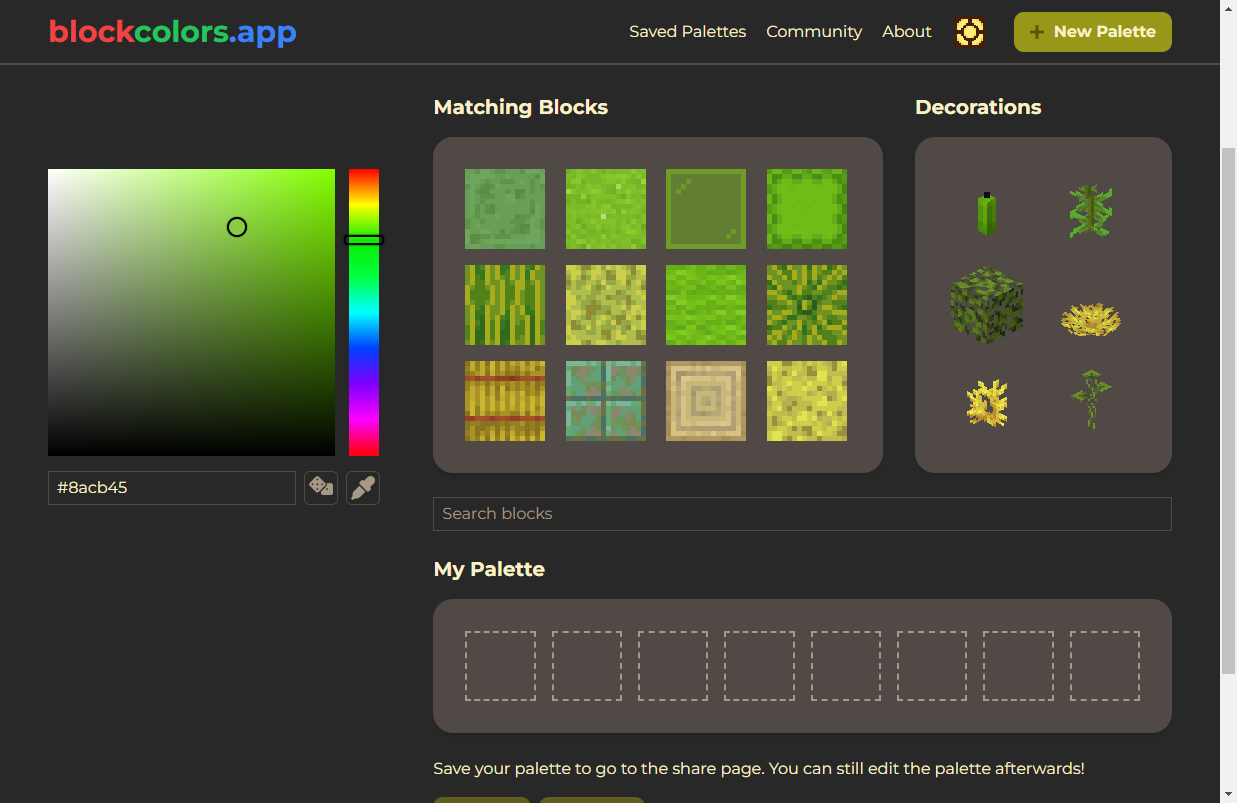 blockcolors.app
Saved Palettes
Community
About
New Palette
Matching Blocks
Decorations
#8acb45
Search blocks
My Palette
Save your palette to go to the share page. You can still edit the palette afterwards!